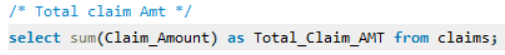 /* Total claim Amt */
select sum(Claim_Amount) as Total_Claim_AMT from claims;